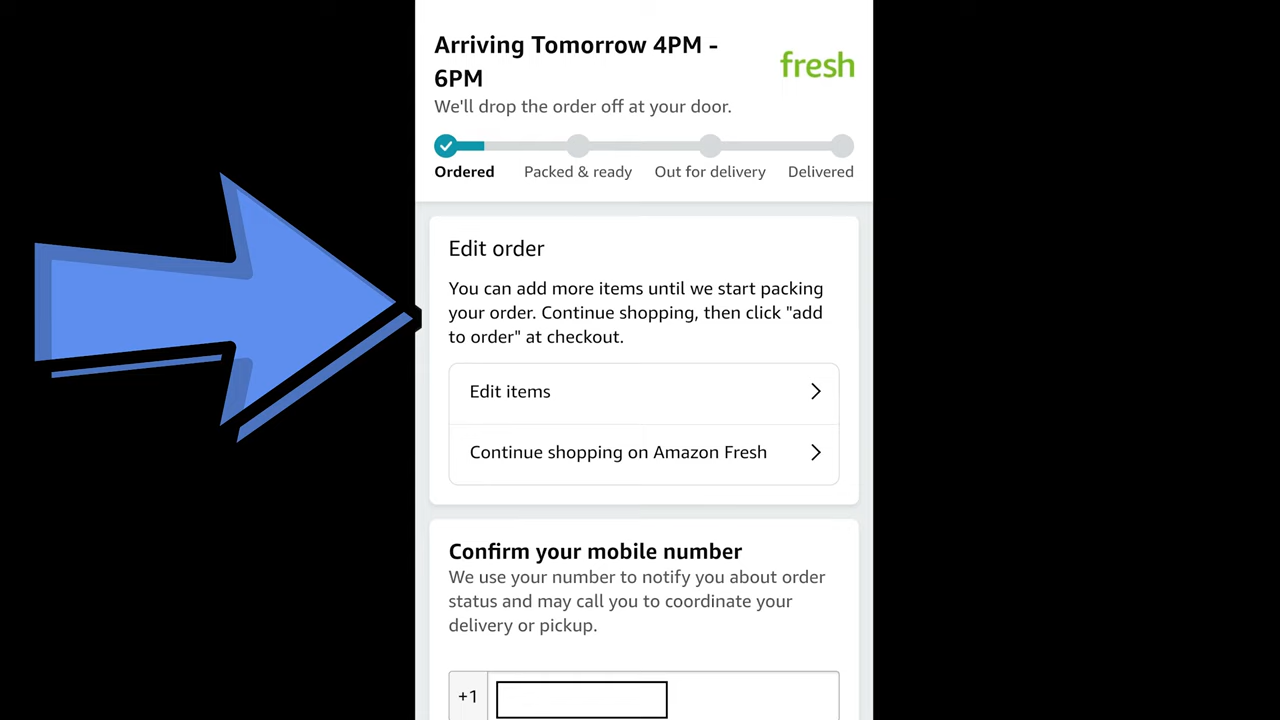 Arriving Tomorrow 4PM -
6PM
fresh
We'll drop the order off at your door.
Ordered
Packed & ready
Out for delivery
Delivered
Edit order
You can add more items until we start packing
your order. Continue shopping, then click "add
to order" at checkout.
Edit items
Continue shopping on Amazon Fresh
Confirm your mobile number
We use your number to notify you about order
status and may call you to coordinate your
delivery or pickup.
+1